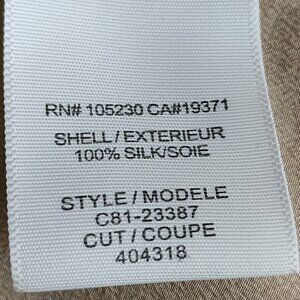 RN# 105230 CA#19371
SHELL/EXTERIEUR
100% SILK/SOIE
STYLE/MODELE
C81-23387
CUT/COUPE
404318